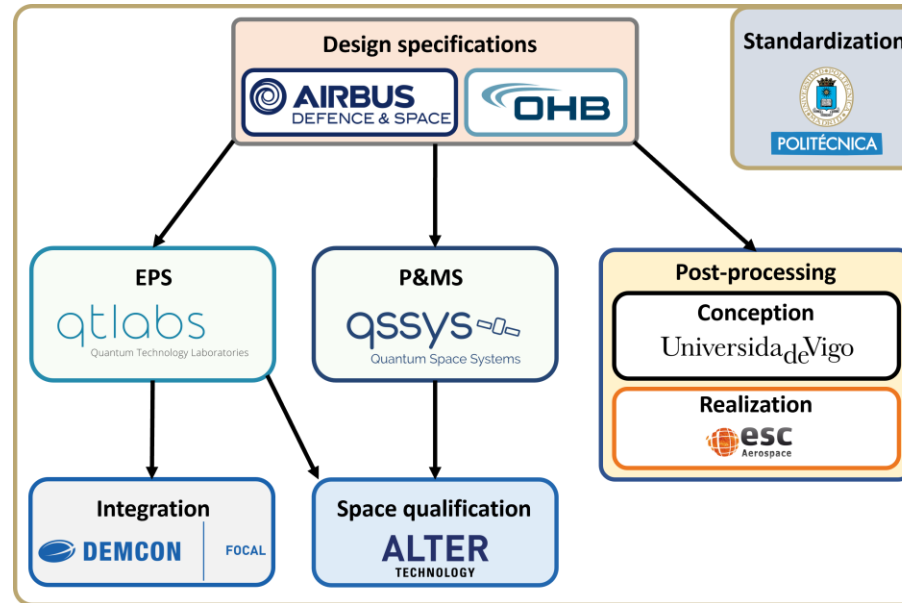 Design specifications
AIRBUS
DEFENCE & SPACE
OHB
Standardization
POLITÉCNICA
EPS
qtlabs
Quantum Technology Laboratories
P&MS
qssys
Quantum Space Systems
Post-processing
Conception
UniversidadeVigo
Realization
esc
Aerospace
Integration
DEMCON
FOCAL
Space qualification
ALTER
TECHNOLOGY